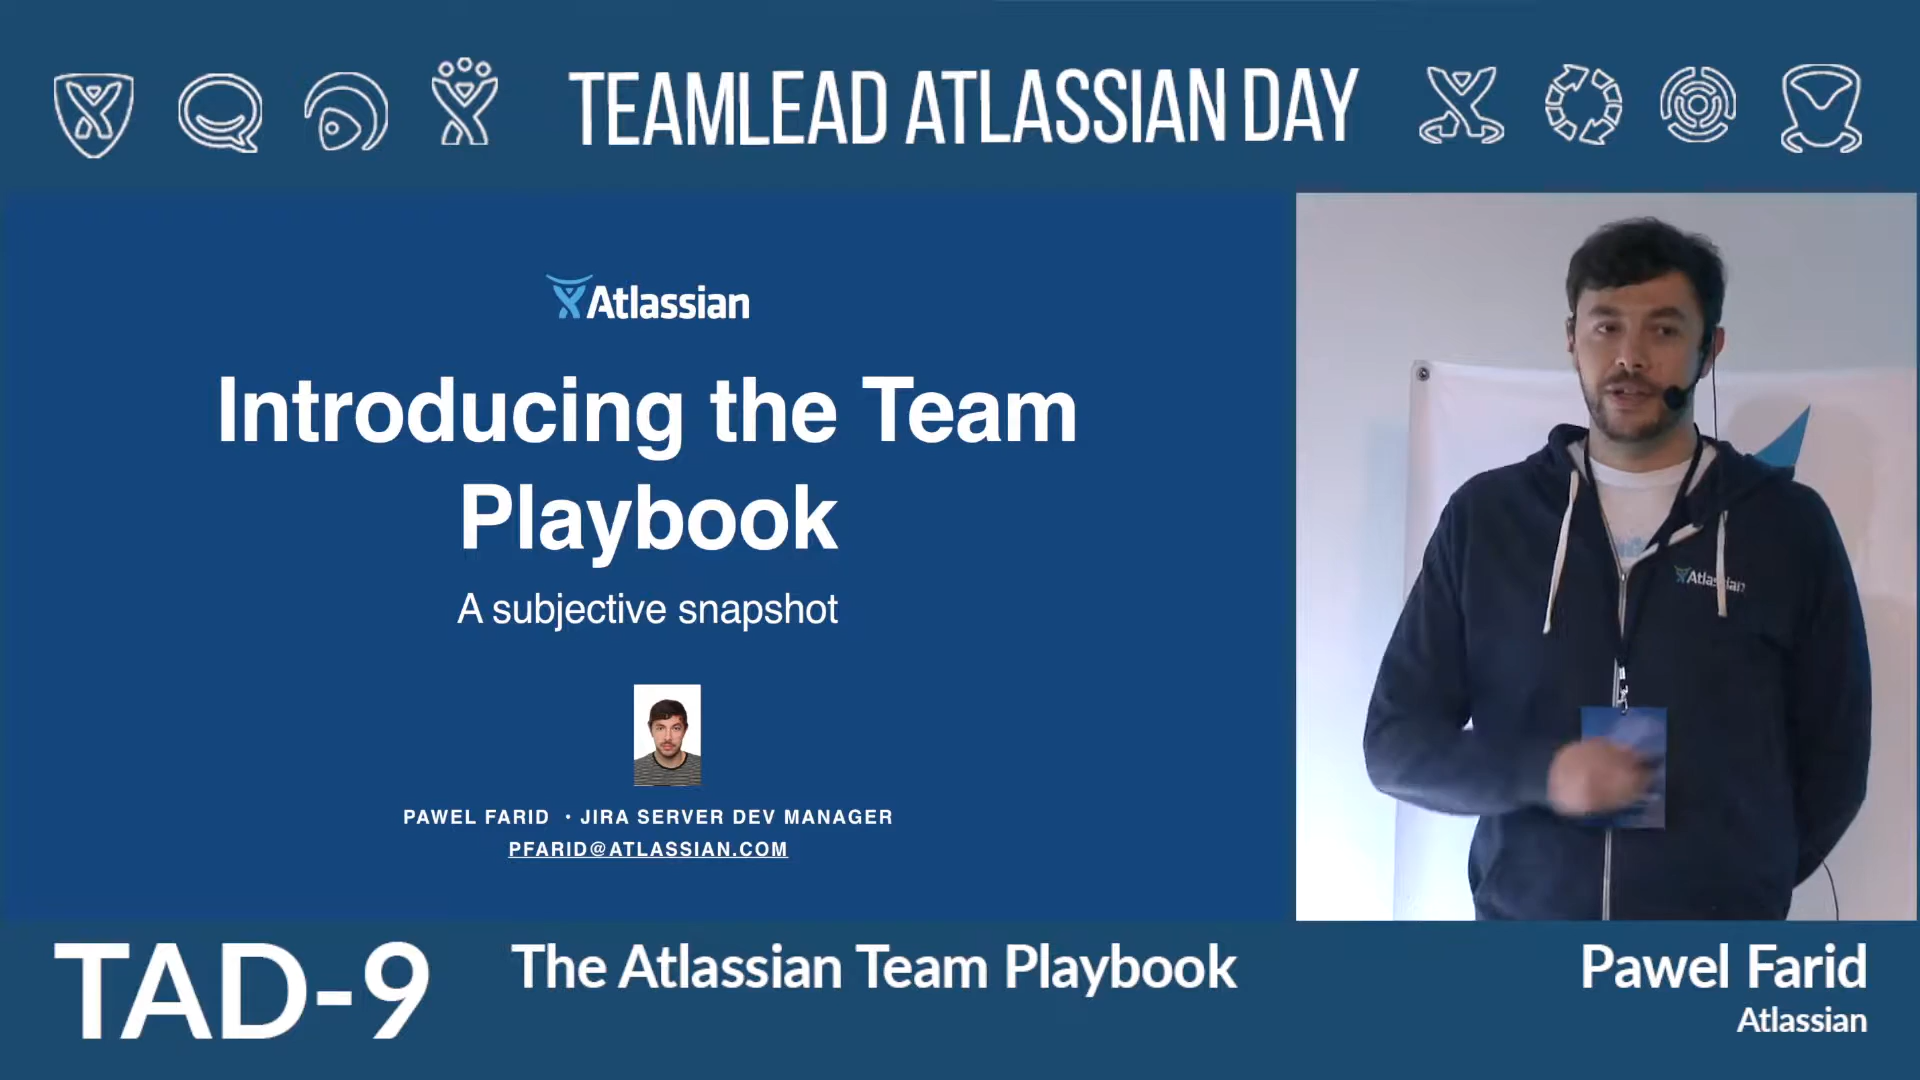 TEAMLEAD ATLASSIAN DAY
Atlassian
Introducing the Team
Playbook
A subjective snapshot
PAWEL FARID • JIRA SERVER DEV MANAGER
PFARID@ATLASSIAN.COM
Atlassian
TAD-9
The Atlassian Team Playbook
Pawel Farid
Atlassian